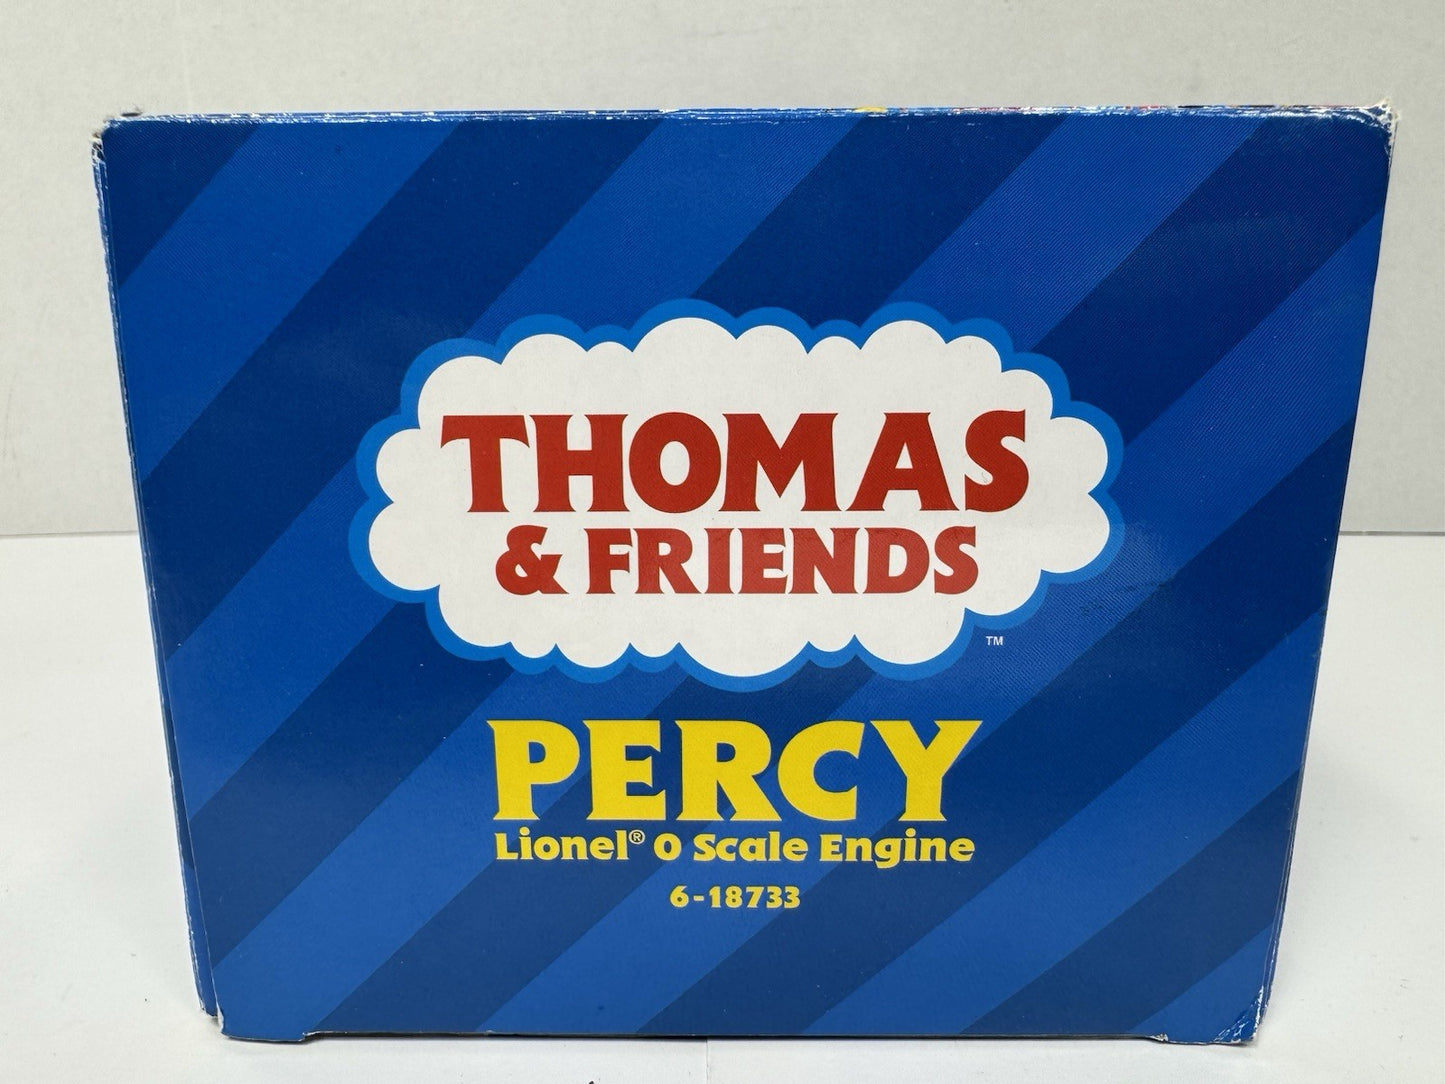 THOMAS
& FRIENDS
TM
PERCY
Lionel® O Scale Engine
6-18733